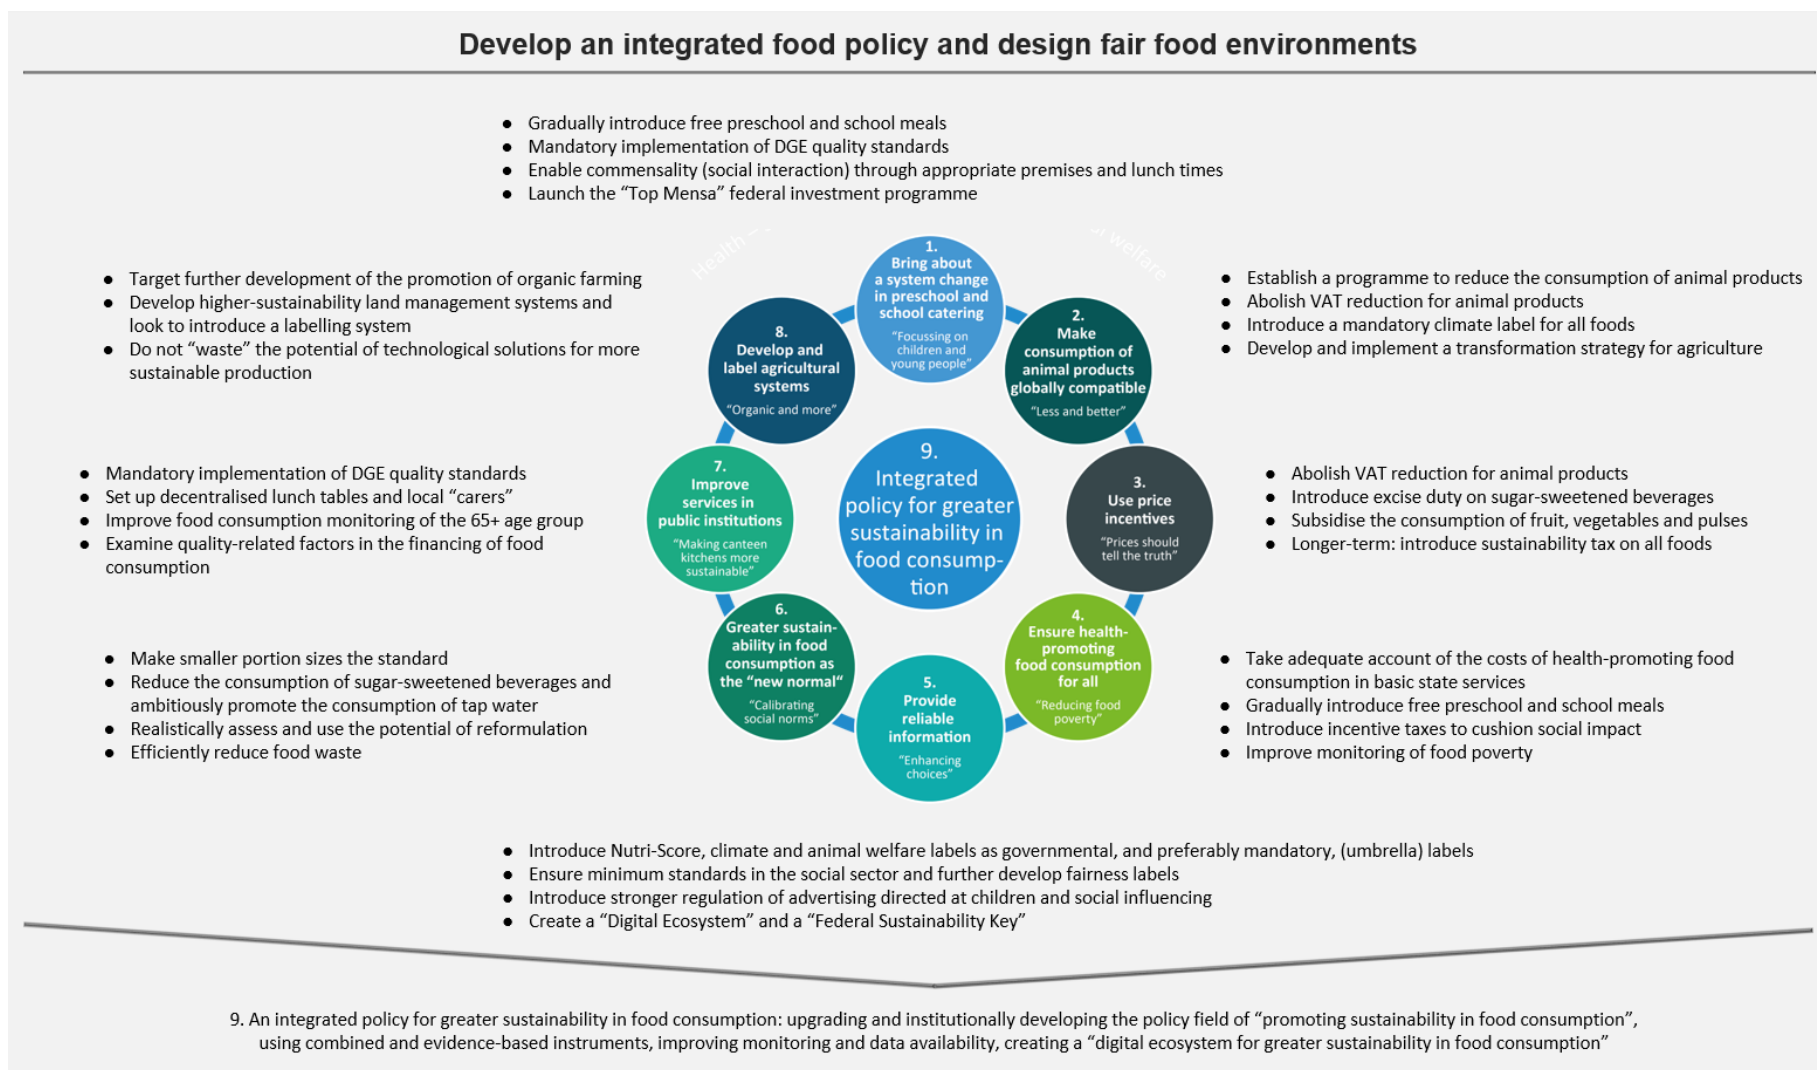 Develop an integrated food policy and design fair food environments
● Gradually introduce free preschool and school meals
● Mandatory implementation of DGE quality standards
● Enable commensality (social interaction) through appropriate premises and lunch times
● Launch the “Top Mensa” federal investment programme
Health –
welfare
1.
Bring about
a system change
in preschool and
school catering
“Focussing on
children and
young people”
● Establish a programme to reduce the consumption of animal products
● Abolish VAT reduction for animal products
● Introduce a mandatory climate label for all foods
● Develop and implement a transformation strategy for agriculture
2.
Make
consumption of
animal products
globally compatible
“Less and better”
● Abolish VAT reduction for animal products
● Introduce excise duty on sugar-sweetened beverages
● Subsidise the consumption of fruit, vegetables and pulses
● Longer-term: introduce sustainability tax on all foods
3.
Use price
incentives
“Prices should
tell the truth”
● Take adequate account of the costs of health-promoting food
consumption in basic state services
● Gradually introduce free preschool and school meals
● Introduce incentive taxes to cushion social impact
● Improve monitoring of food poverty
4.
Ensure health-
promoting
food consumption
for all
“Reducing food
poverty”
5.
Provide
reliable
information
“Enhancing
choices”
● Introduce Nutri-Score, climate and animal welfare labels as governmental, and preferably mandatory, (umbrella) labels
● Ensure minimum standards in the social sector and further develop fairness labels
● Introduce stronger regulation of advertising directed at children and social influencing
● Create a “Digital Ecosystem” and a “Federal Sustainability Key”
● Make smaller portion sizes the standard
● Reduce the consumption of sugar-sweetened beverages and
ambitiously promote the consumption of tap water
● Realistically assess and use the potential of reformulation
● Efficiently reduce food waste
6.
Greater sustain-
ability in food
consumption as
the “new normal“
“Calibrating
social norms”
● Mandatory implementation of DGE quality standards
● Set up decentralised lunch tables and local “carers”
● Improve food consumption monitoring of the 65+ age group
● Examine quality-related factors in the financing of food
consumption
7.
Improve
services in
public institutions
“Making canteen
kitchens more
sustainable”
● Target further development of the promotion of organic farming
● Develop higher-sustainability land management systems and
look to introduce a labelling system
● Do not “waste” the potential of technological solutions for more
sustainable production
8.
Develop and
label agricultural
systems
“Organic and more”
9.
Integrated
policy for greater
sustainability in
food consump-
tion
9. An integrated policy for greater sustainability in food consumption: upgrading and institutionally developing the policy field of “promoting sustainability in food consumption”,
using combined and evidence-based instruments, improving monitoring and data availability, creating a “digital ecosystem for greater sustainability in food consumption”